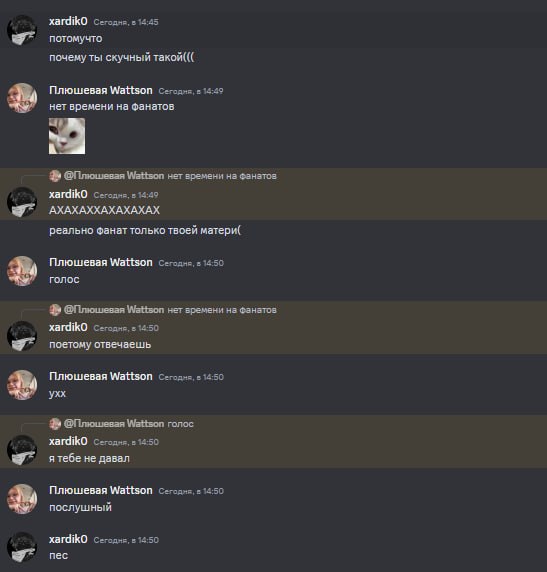 xardik0 Сегодня, в 14:45
потомучто
почему ты скучный такой(((
Плюшевая Wattson Сегодня, в 14:49
нет времени на фанатов
@Плюшевая Wattson нет времени на фанатов
xardik0 Сегодня, в 14:49
АХАХАХХАХАХАХАХ
реально фанат только твоей матери(
Плюшевая Wattson Сегодня, в 14:50
голос
@Плюшевая Wattson нет времени на фанатов
xardik0 Сегодня, в 14:50
поетому отвечаешь
Плюшевая Wattson Сегодня, в 14:50
ухх
@Плюшевая Wattson голос
xardik0 Сегодня, в 14:50
я тебе не давал
Плюшевая Wattson Сегодня, в 14:50
послушный
xardik0 Сегодня, в 14:50
пес